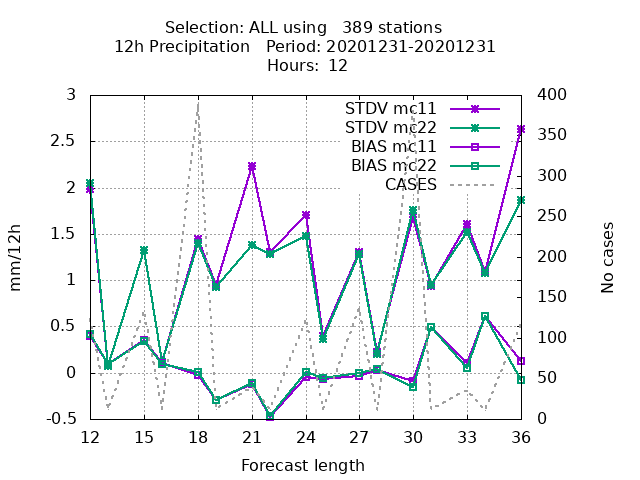 Selection: ALL using   389 stations
12h Precipitation   Period: 20201231-20201231
Hours:  12
STDV mc11
STDV mc22
BIAS mc11
BIAS mc22
CASES
3
2.5
2
1.5
1
0.5
0
-0.5
mm/12h
400
350
300
250
200
150
100
50
0
No cases
12 15 18 21 24 27 30 33 36
Forecast length